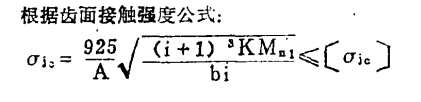 根据齿面接触强度公式:
σjc = 925/A √((i+1)³KMn1/bi) ≤〔σjc〕